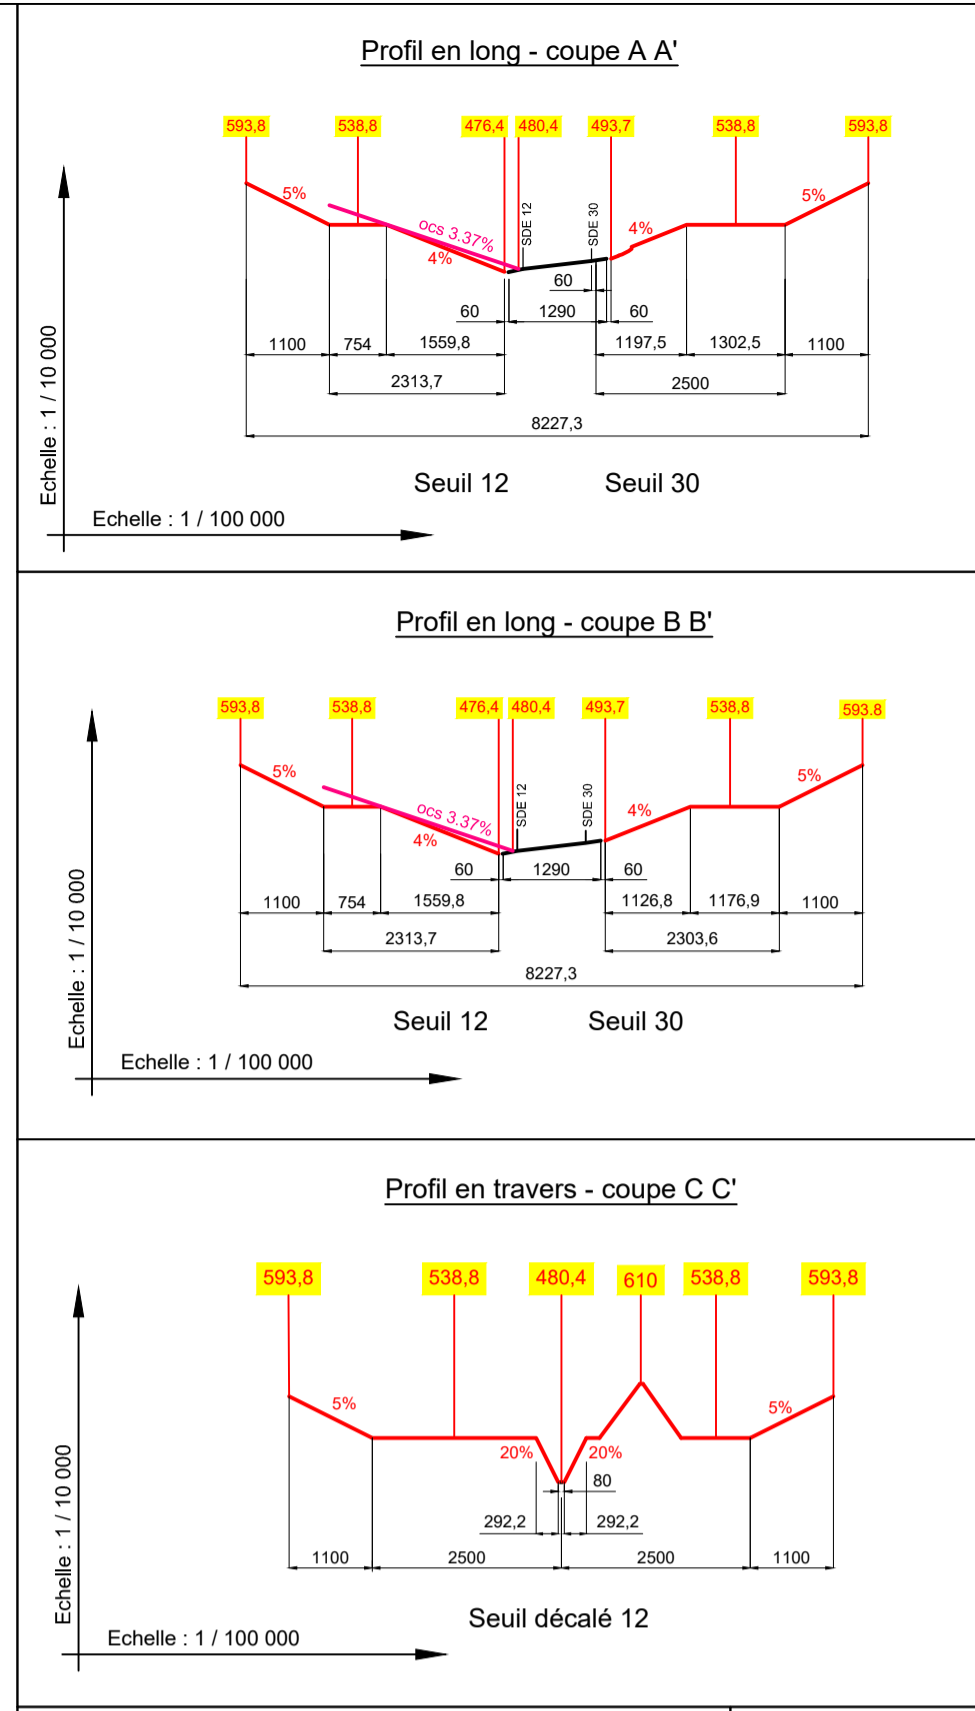 Profil en long - coupe A A'
593,8 538,8 476,4 480,4 493,7 538,8 593,8
5% ocs 3.37% 4% SDE 12 SDE 30 4% 5%
60
60 1290 60
1100 754 1559,8 1197,5 1302,5 1100
2313,7 2500
8227,3
Seuil 12 Seuil 30
Echelle : 1 / 10 000
Echelle : 1 / 100 000
Profil en long - coupe B B'
593,8 538,8 476,4 480,4 493,7 538,8 593.8
5% ocs 3.37% 4% SDE 12 SDE 30 4% 5%
60 1290 60
1100 754 1559,8 1126,8 1176,9 1100
2313,7 2303,6
8227,3
Seuil 12 Seuil 30
Echelle : 1 / 10 000
Echelle : 1 / 100 000
Profil en travers - coupe C C'
593,8 538,8 480,4 610 538,8 593,8
5% 5%
20% 20%
80
292,2 292,2
1100 2500 2500 1100
Seuil décalé 12
Echelle : 1 / 10 000
Echelle : 1 / 100 000